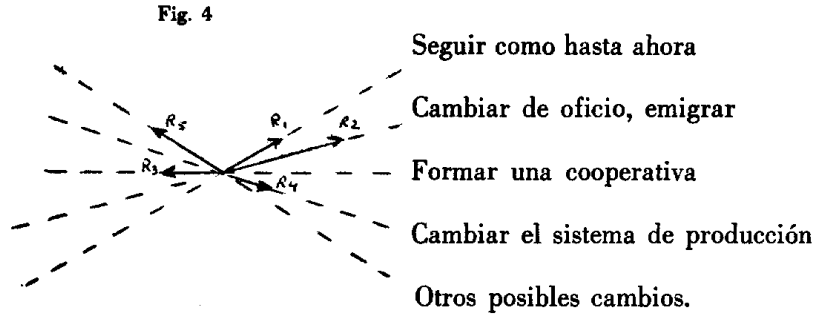 Fig. 4
Seguir como hasta ahora
Cambiar de oficio, emigrar
Formar una cooperativa
Cambiar el sistema de producción
Otros posibles cambios.
R5
R1
R2
R3
R4